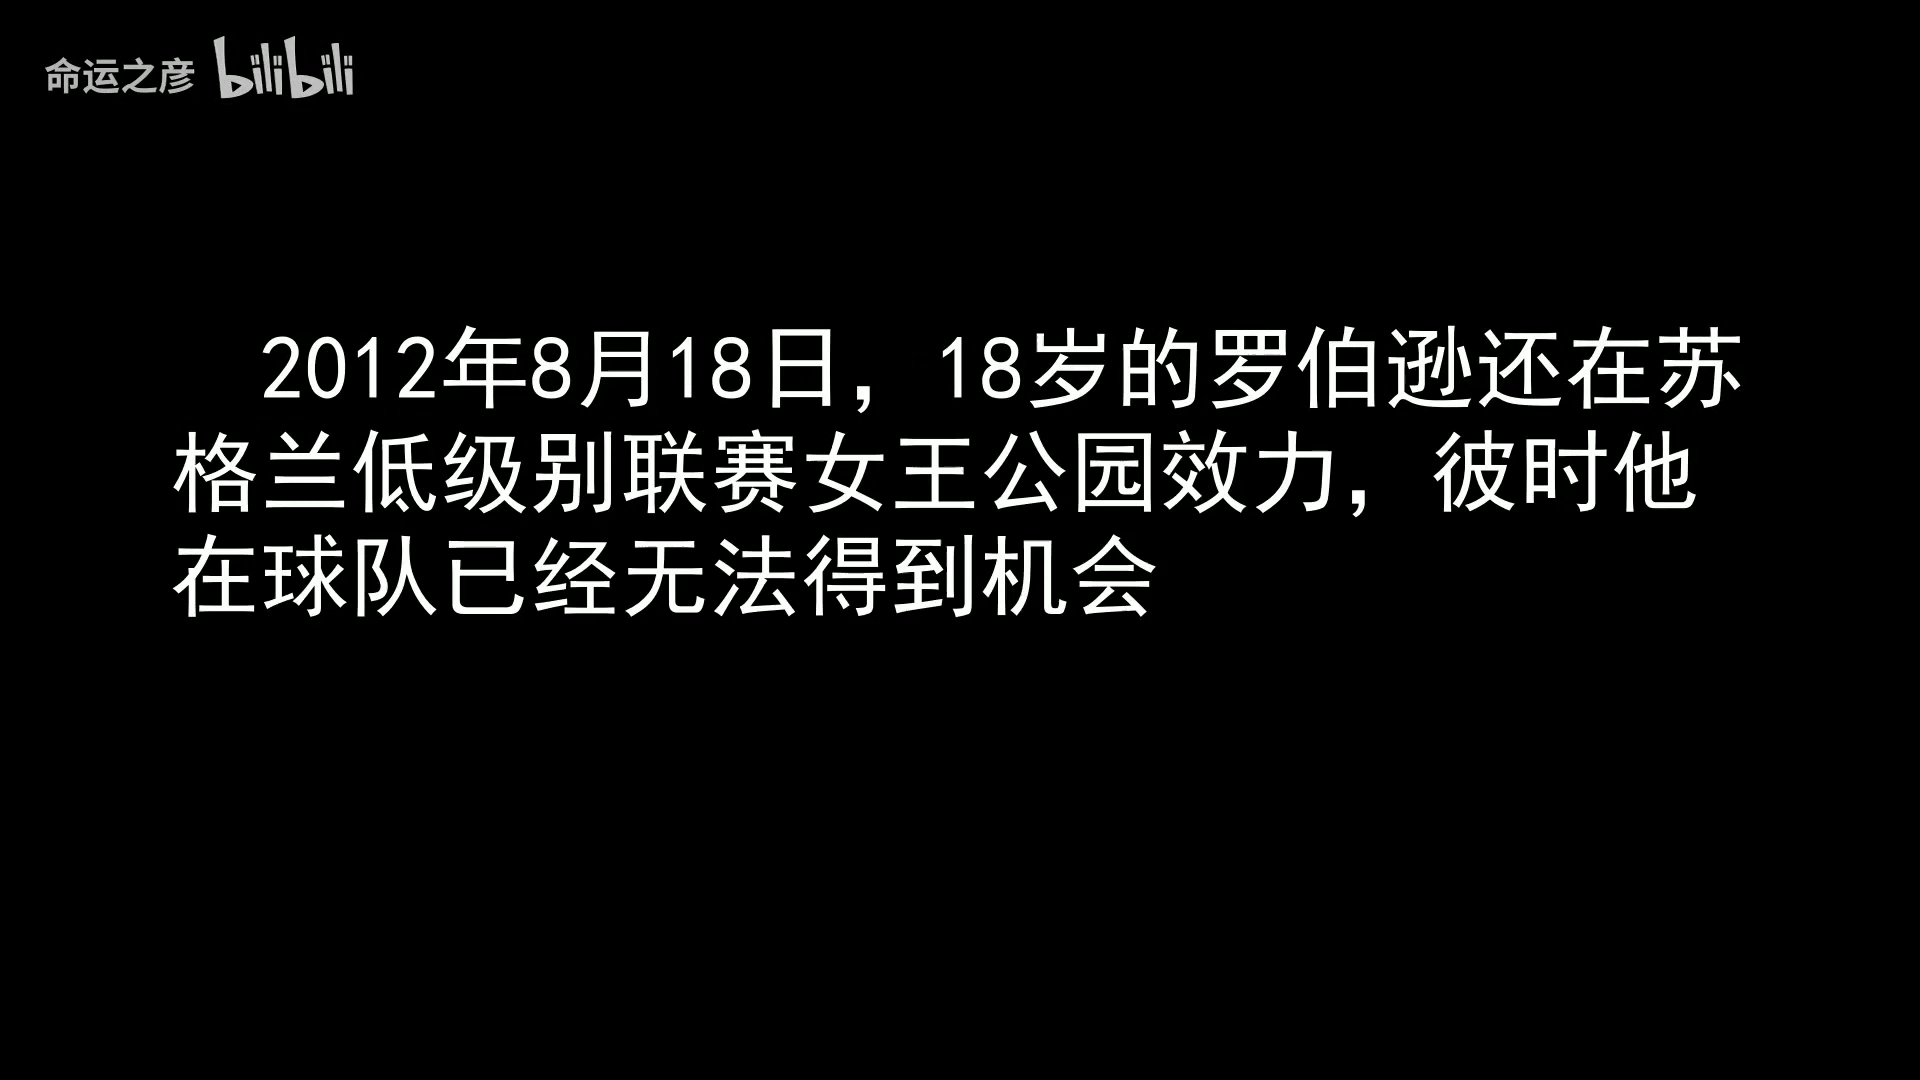 命运之彦 bilibili
2012年8月18日，18岁的罗伯逊还在苏
格兰低级别联赛女王公园效力，彼时他
在球队已经无法得到机会